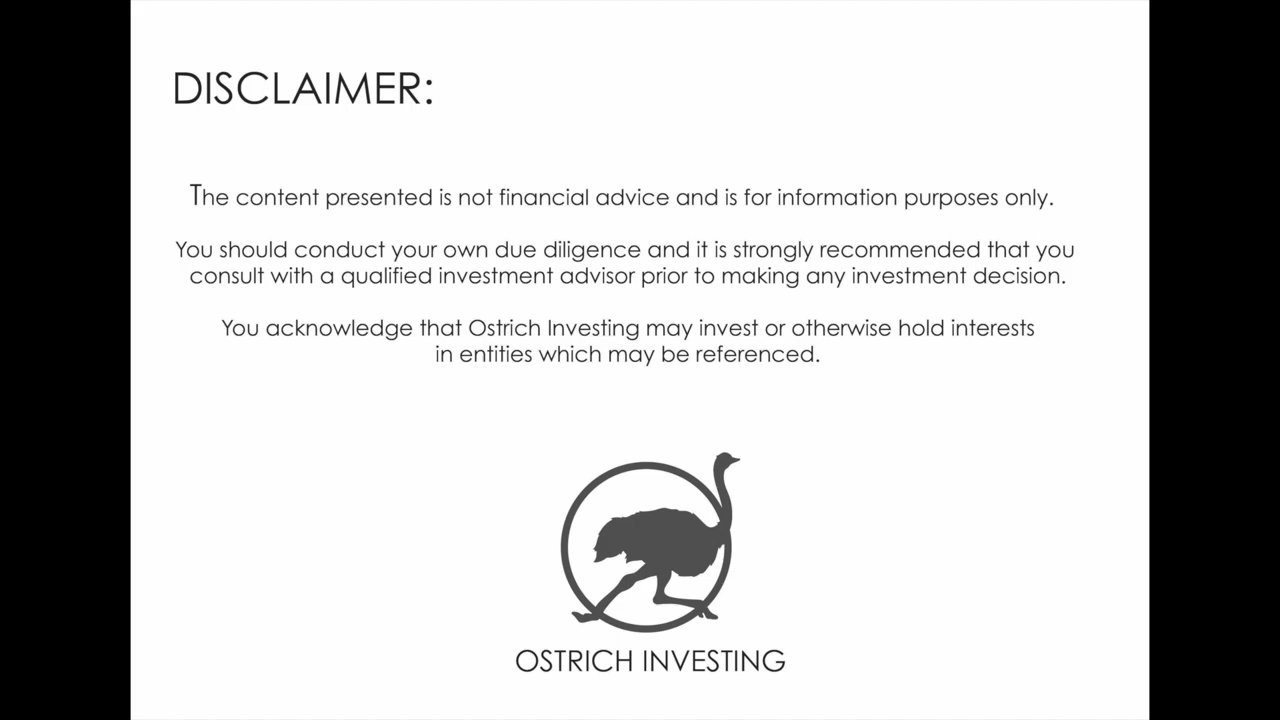 DISCLAIMER:
The content presented is not financial advice and is for information purposes only.
You should conduct your own due diligence and it is strongly recommended that you
consult with a qualified investment advisor prior to making any investment decision.
You acknowledge that Ostrich Investing may invest or otherwise hold interests
in entities which may be referenced.
OSTRICH INVESTING